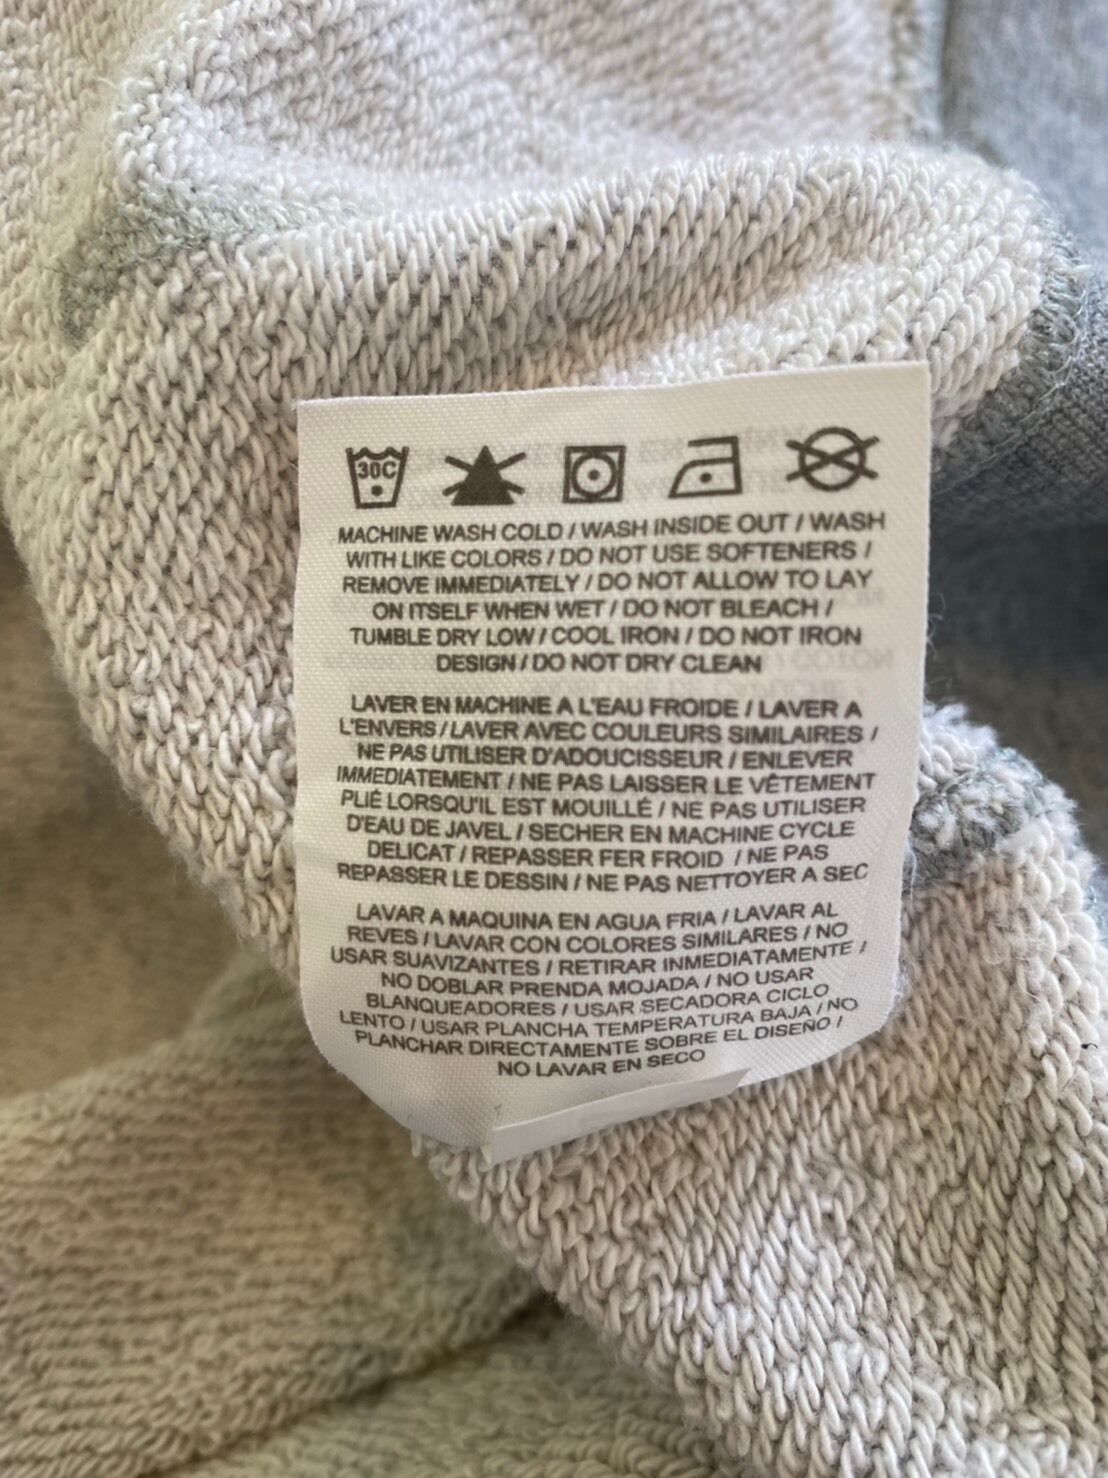 30C
MACHINE WASH COLD / WASH INSIDE OUT / WASH
WITH LIKE COLORS / DO NOT USE SOFTENERS /
REMOVE IMMEDIATELY / DO NOT ALLOW TO LAY
ON ITSELF WHEN WET / DO NOT BLEACH /
TUMBLE DRY LOW / COOL IRON / DO NOT IRON
DESIGN / DO NOT DRY CLEAN
LAVER EN MACHINE A L'EAU FROIDE / LAVER A
L'ENVERS / LAVER AVEC COULEURS SIMILAIRES /
NE PAS UTILISER D'ADOUCISSEUR / ENLEVER
IMMEDIATEMENT / NE PAS LAISSER LE VÊTEMENT
PLIÉ LORSQU'IL EST MOUILLÉ / NE PAS UTILISER
D'EAU DE JAVEL / SECHER EN MACHINE CYCLE
DELICAT / REPASSER FER FROID / NE PAS
REPASSER LE DESSIN / NE PAS NETTOYER A SEC
LAVAR A MAQUINA EN AGUA FRIA / LAVAR AL
REVES / LAVAR CON COLORES SIMILARES / NO
USAR SUAVIZANTES / RETIRAR INMEDIATAMENTE /
NO DOBLAR PRENDA MOJADA / NO USAR
BLANQUEADORES / USAR SECADORA CICLO
LENTO / USAR PLANCHA TEMPERATURA BAJA / NO
PLANCHAR DIRECTAMENTE SOBRE EL DISEÑO /
NO LAVAR EN SECO